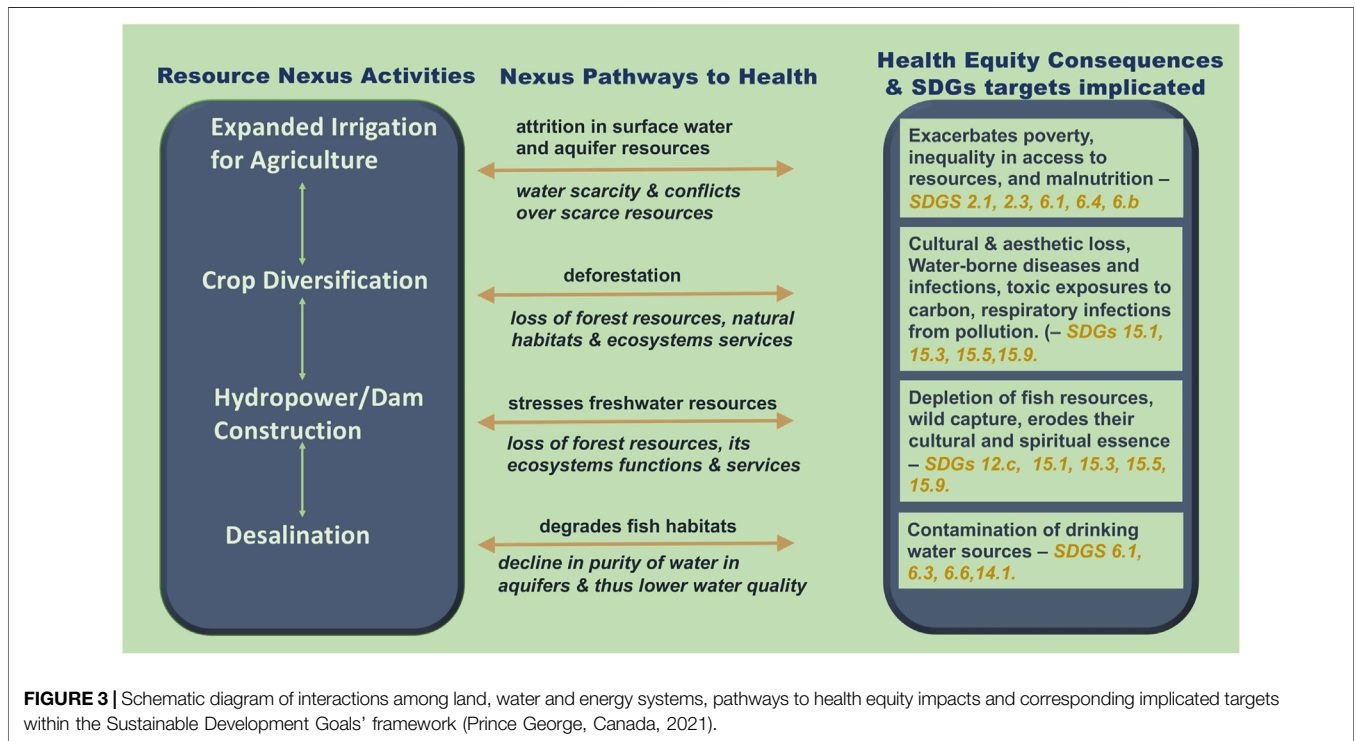 Resource Nexus Activities
Nexus Pathways to Health
Health Equity Consequences
& SDGs targets implicated
Expanded Irrigation
for Agriculture
attrition in surface water
and aquifer resources
water scarcity & conflicts
over scarce resources
Exacerbates poverty,
inequality in access to
resources, and malnutrition –
SDGS 2.1, 2.3, 6.1, 6.4, 6.b
Crop Diversification
deforestation
loss of forest resources, natural
habitats & ecosystems services
Cultural & aesthetic loss,
Water-borne diseases and
infections, toxic exposures to
carbon, respiratory infections
from pollution. (– SDGs 15.1,
15.3, 15.5,15.9.
Hydropower/Dam
Construction
stresses freshwater resources
loss of forest resources, its
ecosystems functions & services
Depletion of fish resources,
wild capture, erodes their
cultural and spiritual essence
– SDGs 12.c, 15.1, 15.3, 15.5,
15.9.
Desalination
degrades fish habitats
decline in purity of water in
aquifers & thus lower water quality
Contamination of drinking
water sources – SDGS 6.1,
6.3, 6.6,14.1.
FIGURE 3 | Schematic diagram of interactions among land, water and energy systems, pathways to health equity impacts and corresponding implicated targets
within the Sustainable Development Goals’ framework (Prince George, Canada, 2021).